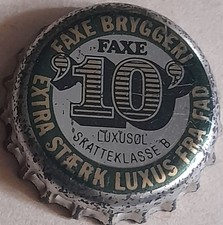 FAXE BRYGGERI
FAXE
'10'
LUXUSØL
SKATTEKLASSE B
EXTRA STÆRK LUXUS FRA FAD